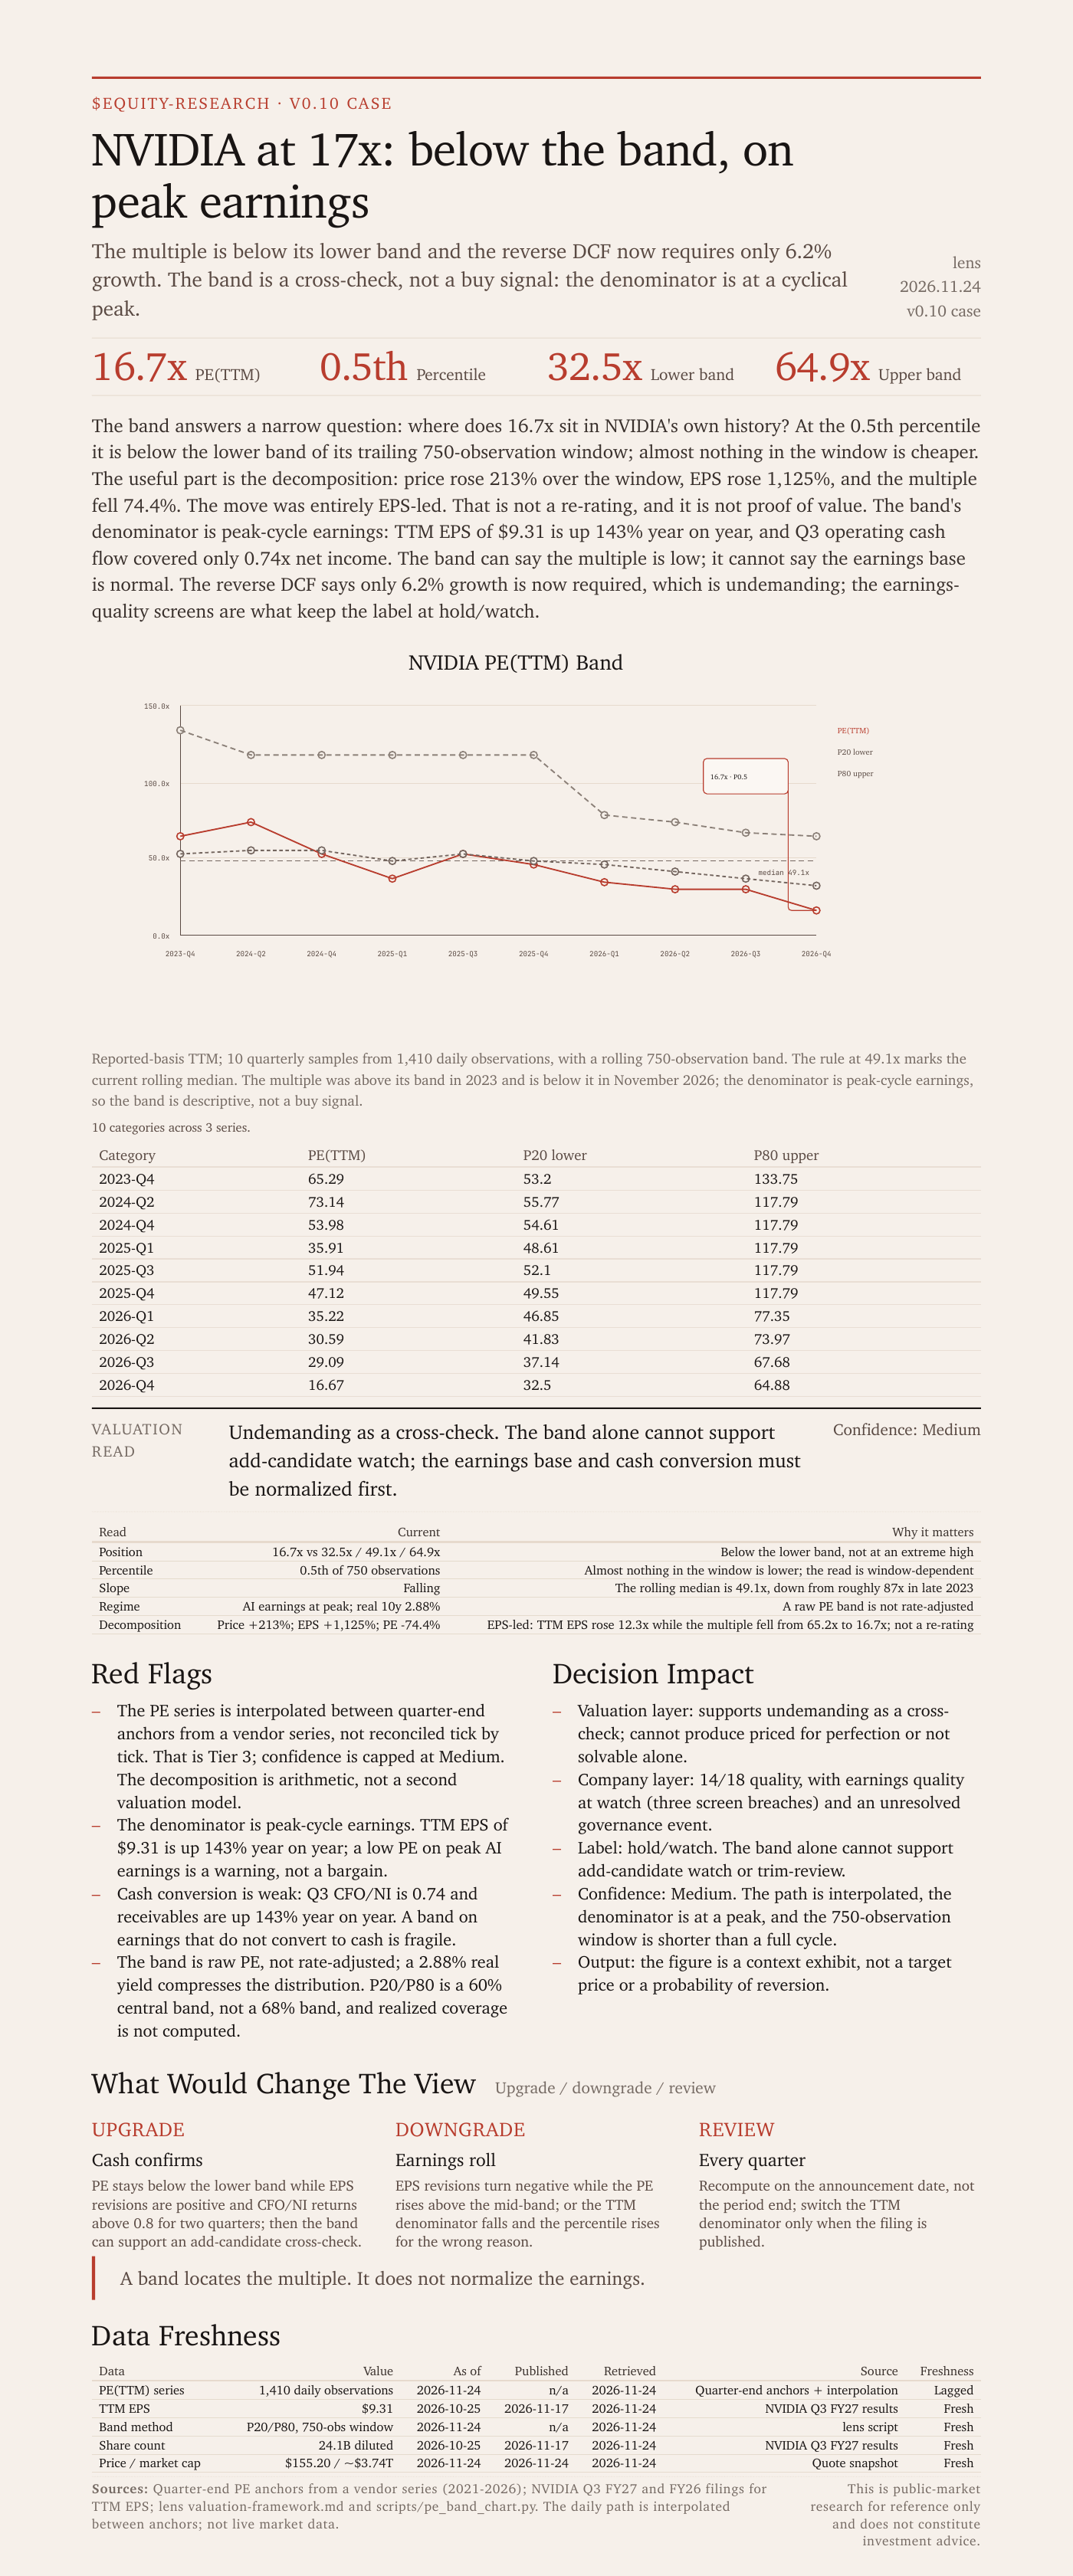 $EQUITY-RESEARCH · V0.10 CASE
NVIDIA at 17x: below the band, on
peak earnings
The multiple is below its lower band and the reverse DCF now requires only 6.2%
growth. The band is a cross-check, not a buy signal: the denominator is at a cyclical
peak.
lens
2026.11.24
v0.10 case
16.7x PE(TTM) 0.5th Percentile 32.5x Lower band 64.9x Upper band
The band answers a narrow question: where does 16.7x sit in NVIDIA's own history? At the 0.5th percentile
it is below the lower band of its trailing 750-observation window; almost nothing in the window is cheaper.
The useful part is the decomposition: price rose 213% over the window, EPS rose 1,125%, and the multiple
fell 74.4%. The move was entirely EPS-led. That is not a re-rating, and it is not proof of value. The band's
denominator is peak-cycle earnings: TTM EPS of $9.31 is up 143% year on year, and Q3 operating cash
flow covered only 0.74x net income. The band can say the multiple is low; it cannot say the earnings base
is normal. The reverse DCF says only 6.2% growth is now required, which is undemanding; the earnings-
quality screens are what keep the label at hold/watch.
NVIDIA PE(TTM) Band
150.0x
100.0x
50.0x
0.0x
16.7x · P0.5
median 49.1x
PE(TTM)
P20 lower
P80 upper
2023-Q4 2024-Q2 2024-Q4 2025-Q1 2025-Q3 2025-Q4 2026-Q1 2026-Q2 2026-Q3 2026-Q4
Reported-basis TTM; 10 quarterly samples from 1,410 daily observations, with a rolling 750-observation band. The rule at 49.1x marks the
current rolling median. The multiple was above its band in 2023 and is below it in November 2026; the denominator is peak-cycle earnings,
so the band is descriptive, not a buy signal.
10 categories across 3 series.
Category PE(TTM) P20 lower P80 upper
2023-Q4 65.29 53.2 133.75
2024-Q2 73.14 55.77 117.79
2024-Q4 53.98 54.61 117.79
2025-Q1 35.91 48.61 117.79
2025-Q3 51.94 52.1 117.79
2025-Q4 47.12 49.55 117.79
2026-Q1 35.22 46.85 77.35
2026-Q2 30.59 41.83 73.97
2026-Q3 29.09 37.14 67.68
2026-Q4 16.67 32.5 64.88
VALUATION
READ
Undemanding as a cross-check. The band alone cannot support
add-candidate watch; the earnings base and cash conversion must
be normalized first.
Confidence: Medium
Read Current Why it matters
Position 16.7x vs 32.5x / 49.1x / 64.9x Below the lower band, not at an extreme high
Percentile 0.5th of 750 observations Almost nothing in the window is lower; the read is window-dependent
Slope Falling The rolling median is 49.1x, down from roughly 87x in late 2023
Regime AI earnings at peak; real 10y 2.88% A raw PE band is not rate-adjusted
Decomposition Price +213%; EPS +1,125%; PE -74.4% EPS-led: TTM EPS rose 12.3x while the multiple fell from 65.2x to 16.7x; not a re-rating
Red Flags
– The PE series is interpolated between quarter-end
anchors from a vendor series, not reconciled tick by
tick. That is Tier 3; confidence is capped at Medium.
The decomposition is arithmetic, not a second
valuation model.
– The denominator is peak-cycle earnings. TTM EPS of
$9.31 is up 143% year on year; a low PE on peak AI
earnings is a warning, not a bargain.
– Cash conversion is weak: Q3 CFO/NI is 0.74 and
receivables are up 143% year on year. A band on
earnings that do not convert to cash is fragile.
– The band is raw PE, not rate-adjusted; a 2.88% real
yield compresses the distribution. P20/P80 is a 60%
central band, not a 68% band, and realized coverage
is not computed.
Decision Impact
– Valuation layer: supports undemanding as a cross-
check; cannot produce priced for perfection or not
solvable alone.
– Company layer: 14/18 quality, with earnings quality
at watch (three screen breaches) and an unresolved
governance event.
– Label: hold/watch. The band alone cannot support
add-candidate watch or trim-review.
– Confidence: Medium. The path is interpolated, the
denominator is at a peak, and the 750-observation
window is shorter than a full cycle.
– Output: the figure is a context exhibit, not a target
price or a probability of reversion.
What Would Change The View Upgrade / downgrade / review
UPGRADE
Cash confirms
PE stays below the lower band while EPS
revisions are positive and CFO/NI returns
above 0.8 for two quarters; then the band
can support an add-candidate cross-check.
DOWNGRADE
Earnings roll
EPS revisions turn negative while the PE
rises above the mid-band; or the TTM
denominator falls and the percentile rises
for the wrong reason.
REVIEW
Every quarter
Recompute on the announcement date, not
the period end; switch the TTM
denominator only when the filing is
published.
A band locates the multiple. It does not normalize the earnings.
Data Freshness
Data Value As of Published Retrieved Source Freshness
PE(TTM) series 1,410 daily observations 2026-11-24 n/a 2026-11-24 Quarter-end anchors + interpolation Lagged
TTM EPS $9.31 2026-10-25 2026-11-17 2026-11-24 NVIDIA Q3 FY27 results Fresh
Band method P20/P80, 750-obs window 2026-11-24 n/a 2026-11-24 lens script Fresh
Share count 24.1B diluted 2026-10-25 2026-11-17 2026-11-24 NVIDIA Q3 FY27 results Fresh
Price / market cap $155.20 / ~$3.74T 2026-11-24 2026-11-24 2026-11-24 Quote snapshot Fresh
Sources: Quarter-end PE anchors from a vendor series (2021-2026); NVIDIA Q3 FY27 and FY26 filings for
TTM EPS; lens valuation-framework.md and scripts/pe_band_chart.py. The daily path is interpolated
between anchors; not live market data.
This is public-market
research for reference only
and does not constitute
investment advice.